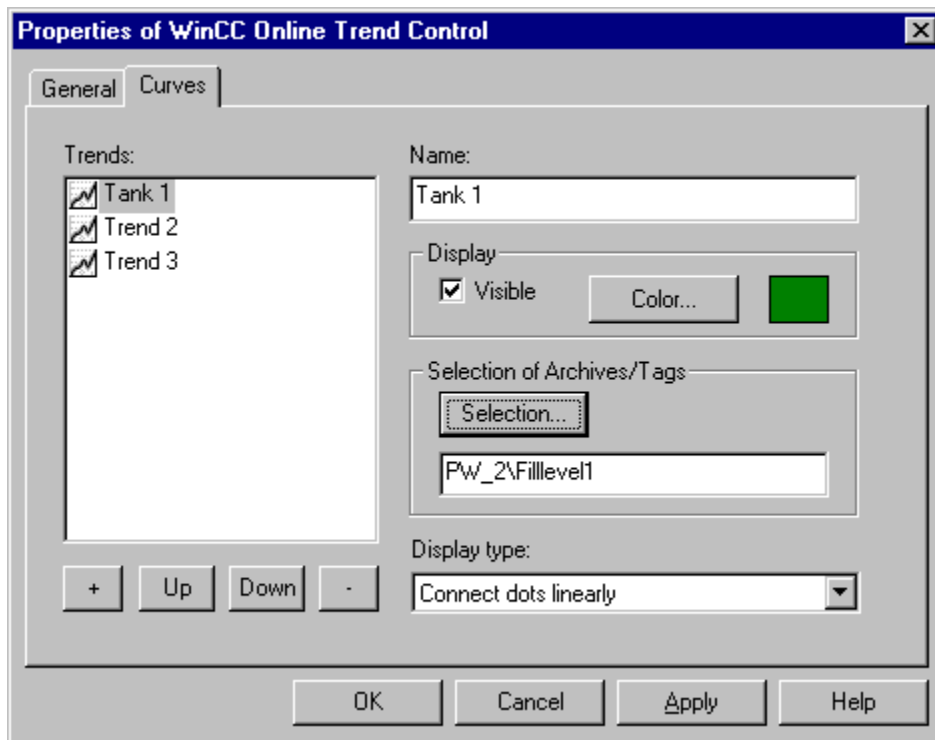 Properties of WinCC Online Trend Control
General
Curves
Trends:
Tank 1
Trend 2
Trend 3
+
Up
Down
-
Name:
Tank 1
Display
Visible
Color...
Selection of Archives/Tags
Selection...
PW_2\Filllevel1
Display type:
Connect dots linearly
OK
Cancel
Apply
Help